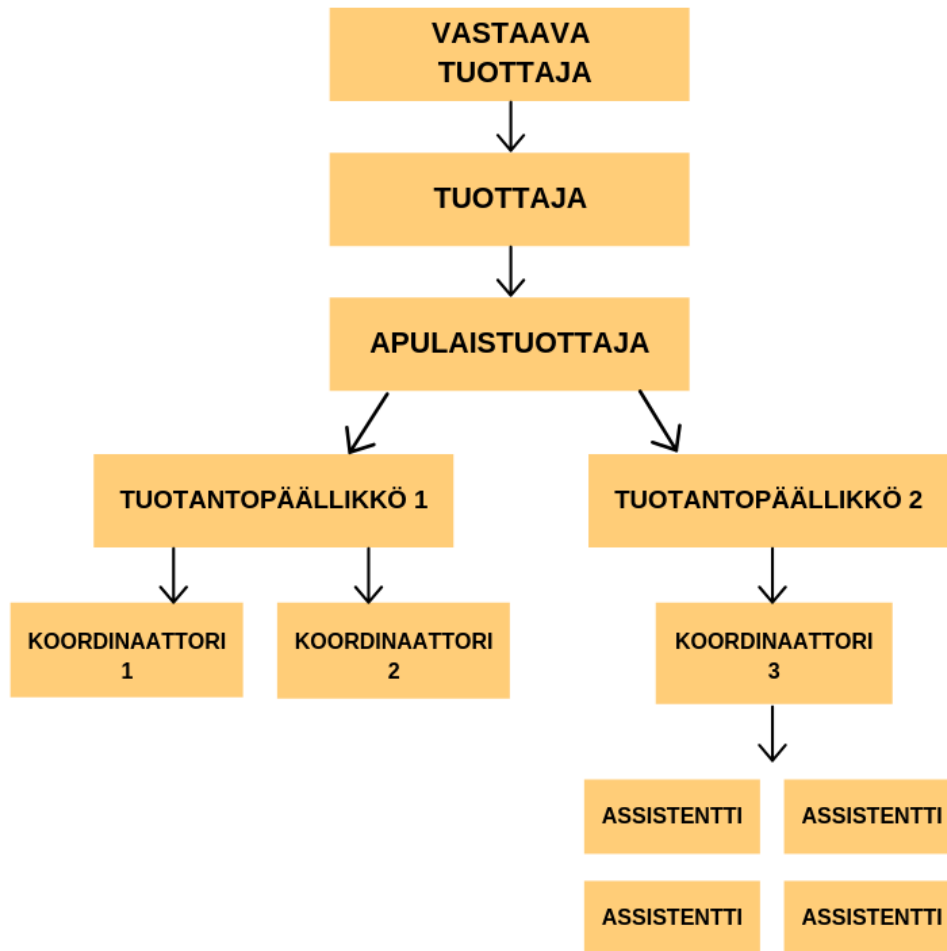 VASTAAVA
TUOTTAJA
TUOTTAJA
APULAISTUOTTAJA
TUOTANTOPÄÄLLIKKÖ 1
TUOTANTOPÄÄLLIKKÖ 2
KOORDINAATTORI
1
KOORDINAATTORI
2
KOORDINAATTORI
3
ASSISTENTTI
ASSISTENTTI
ASSISTENTTI
ASSISTENTTI